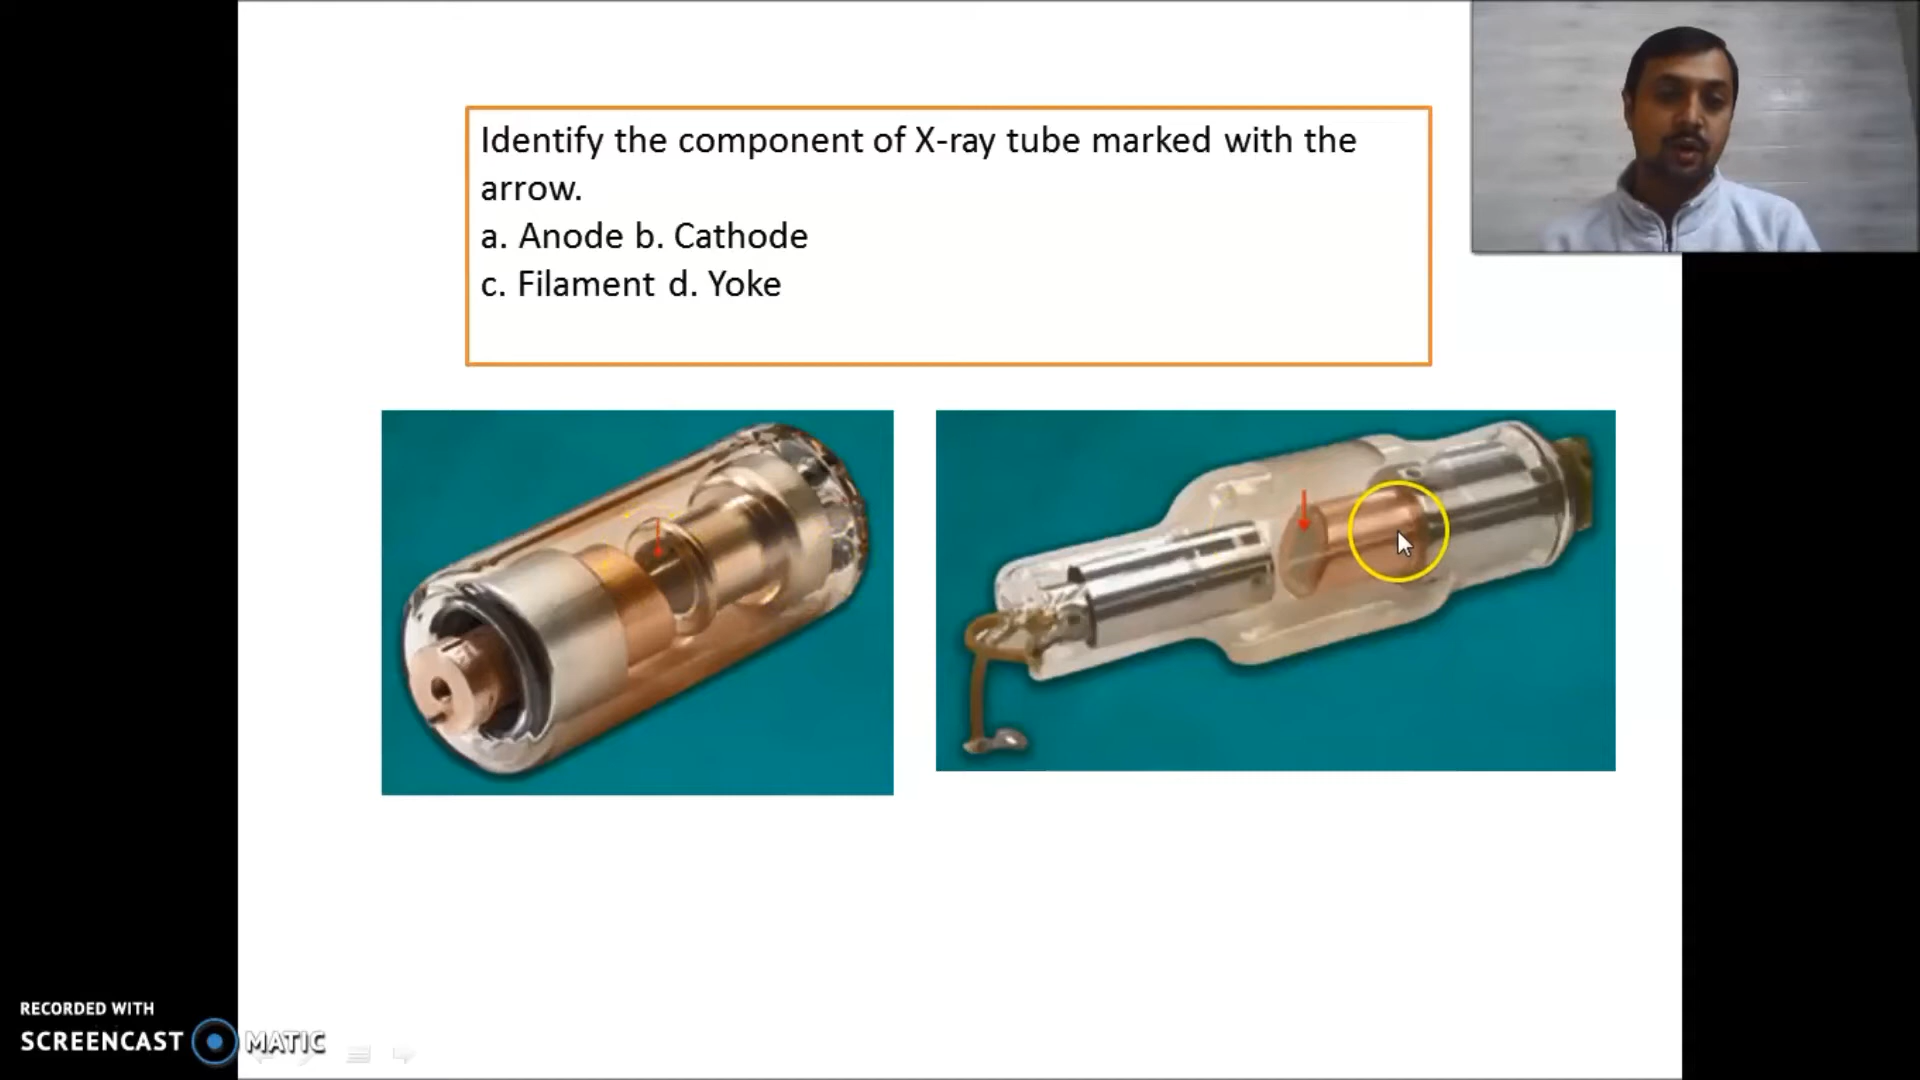 Identify the component of X-ray tube marked with the
arrow.
a. Anode b. Cathode
c. Filament d. Yoke
RECORDED WITH
SCREENCAST MATIC